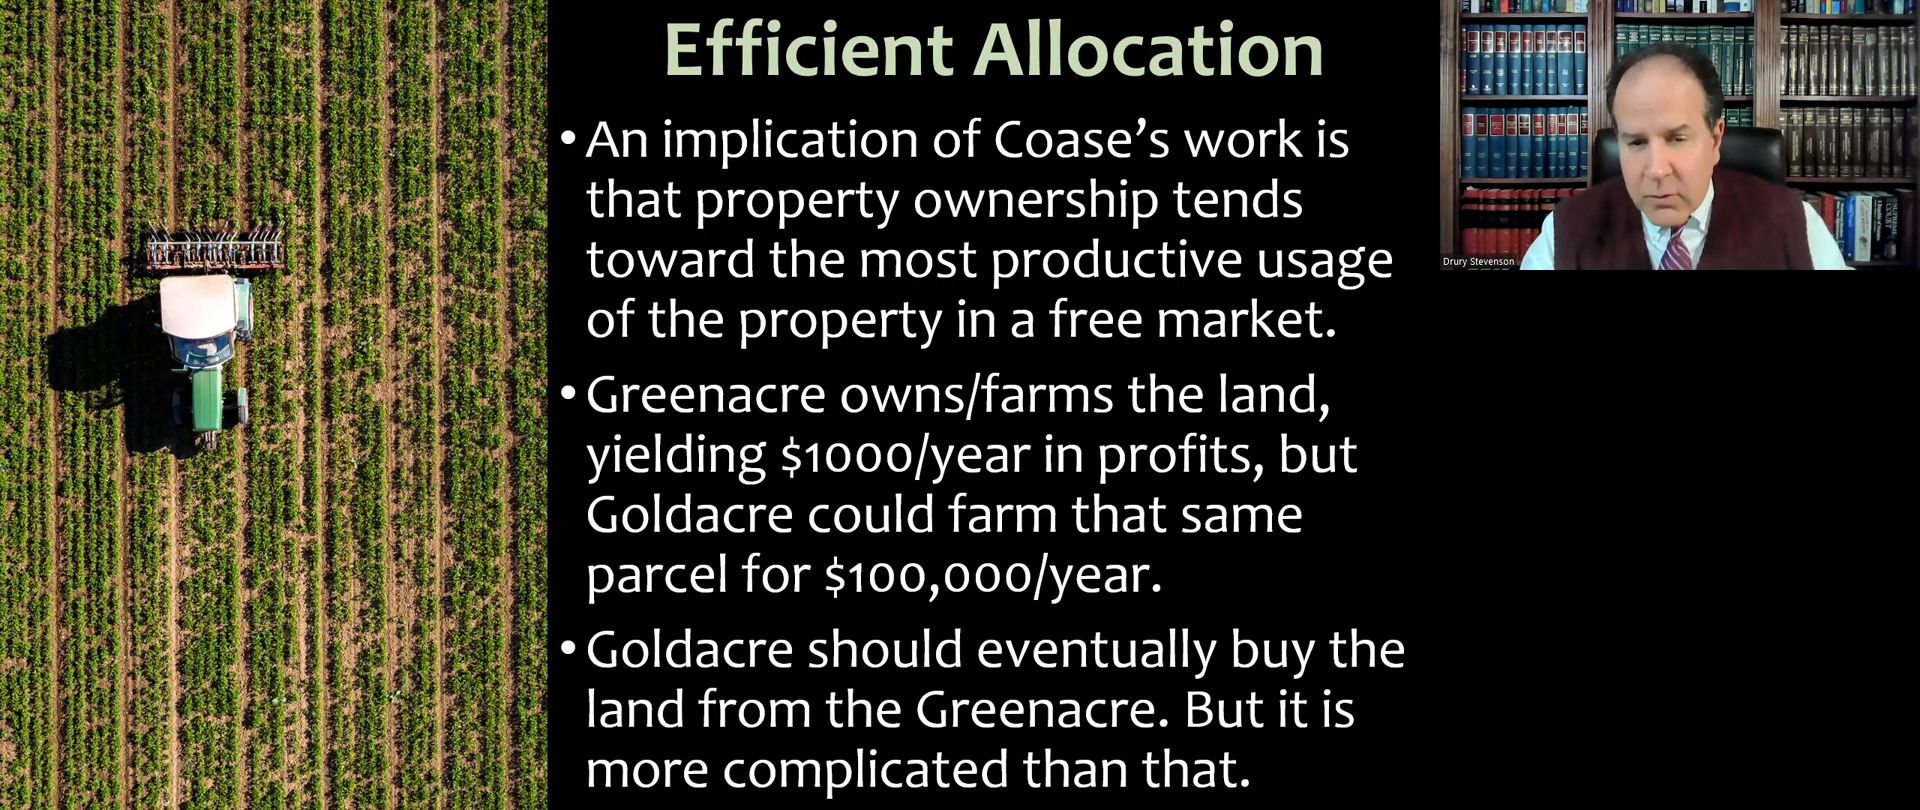 Efficient Allocation
• An implication of Coase’s work is
that property ownership tends
toward the most productive usage
of the property in a free market.
• Greenacre owns/farms the land,
yielding $1000/year in profits, but
Goldacre could farm that same
parcel for $100,000/year.
• Goldacre should eventually buy the
land from the Greenacre. But it is
more complicated than that.
Drury Stevenson
SUPREME
COURT